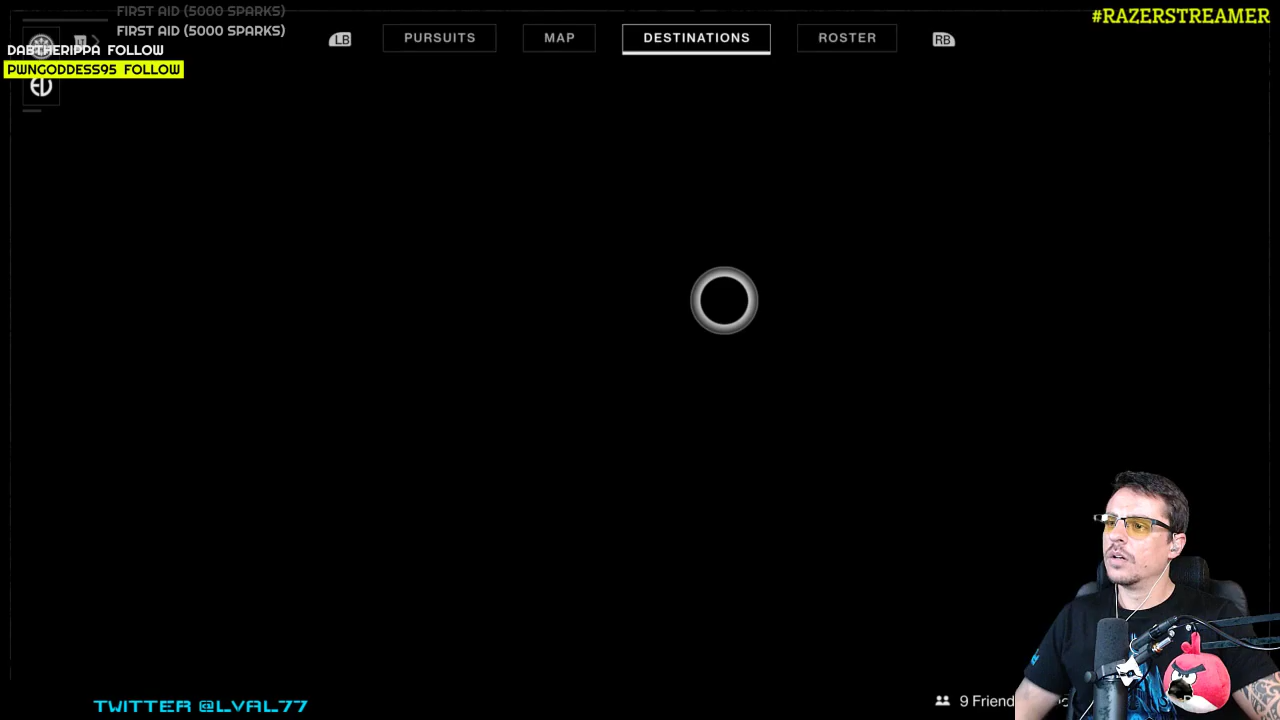 FIRST AID (5000 SPARKS)
FIRST AID (5000 SPARKS)
DABTHERIPPA FOLLOW
PWNGODDESS95 FOLLOW
LB
PURSUITS
MAP
DESTINATIONS
ROSTER
RB
#RAZERSTREAMER
TWITTER @LVAL_77
9 Friend